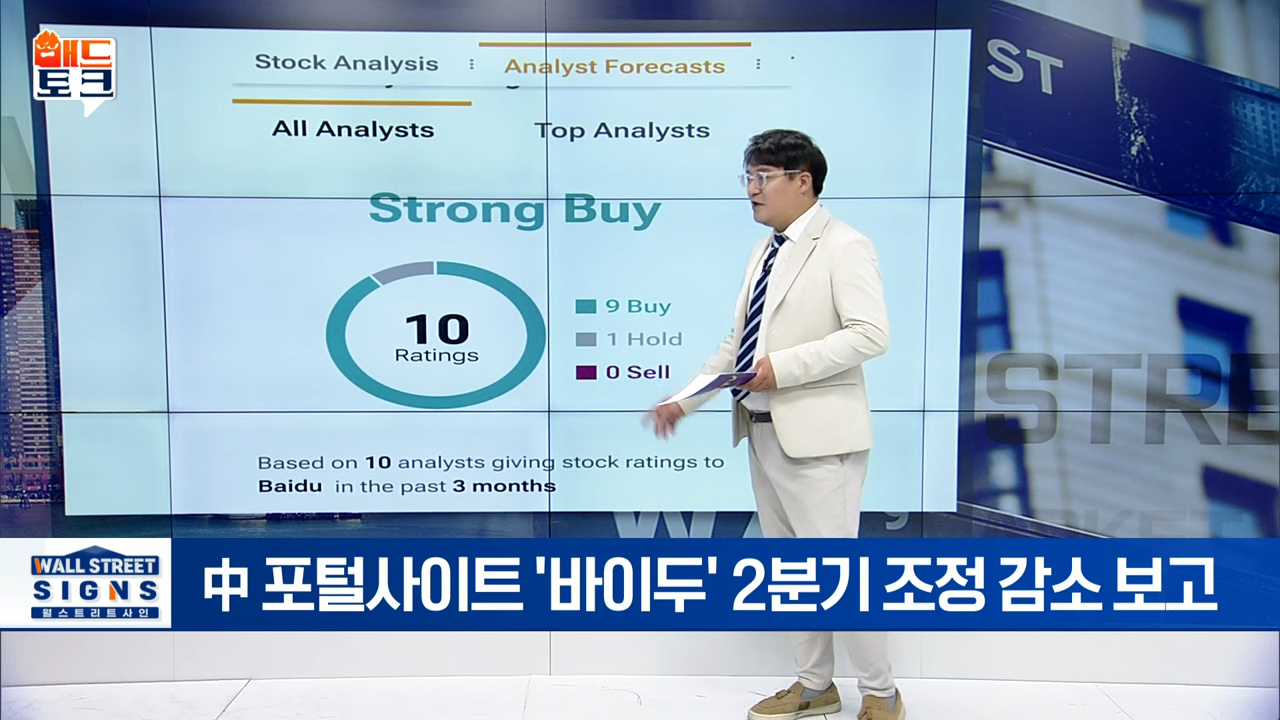 매드
토크
ST
Stock Analysis
Analyst Forecasts
All Analysts
Top Analysts
Strong Buy
10
Ratings
9 Buy
1 Hold
0 Sell
Based on 10 analysts giving stock ratings to
Baidu in the past 3 months
STRE
WALL STREET
SIGNS
월스트리트사인
中 포털사이트 '바이두' 2분기 조정 감소 보고